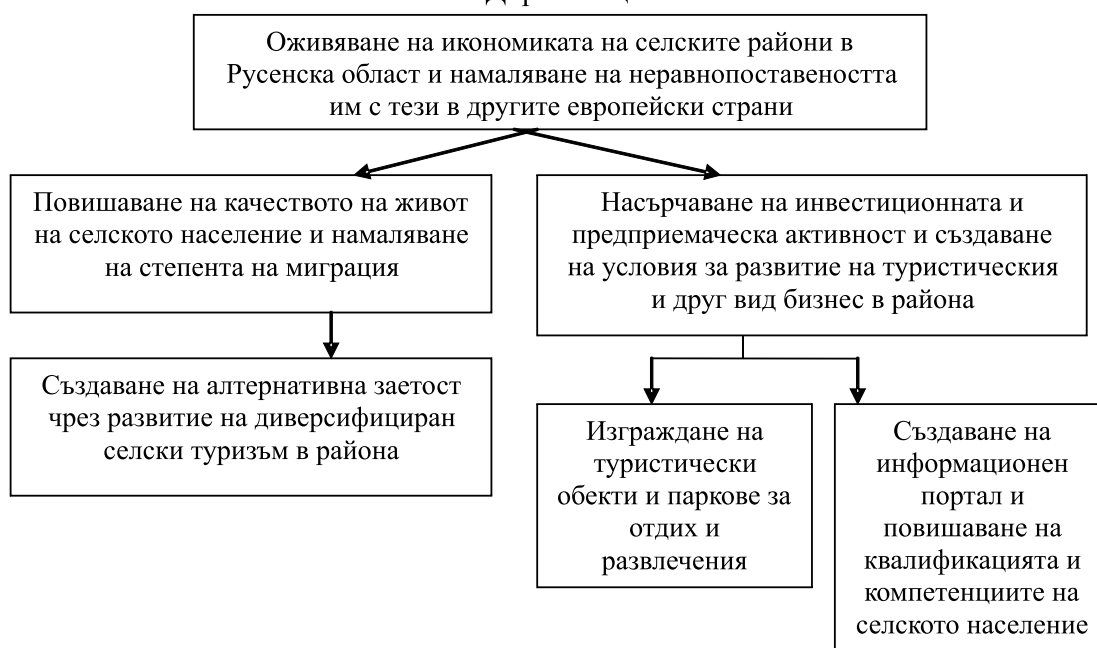 Оживяване на икономиката на селските райони в
Русенска област и намаляване на неравнопоставеността
им с тези в другите европейски страни
Повишаване на качеството на живот
на селското население и намаляване
на степента на миграция
Насърчаване на инвестиционната и
предприемаческа активност и създаване
на условия за развитие на туристическия
и друг вид бизнес в района
Създаване на алтернативна заетост
чрез развитие на диверсифициран
селски туризъм в района
Изграждане на
туристически
обекти и паркове за
отдих и
развлечения
Създаване на
информационен
портал и
повишаване на
квалификацията и
компетенциите на
селското население